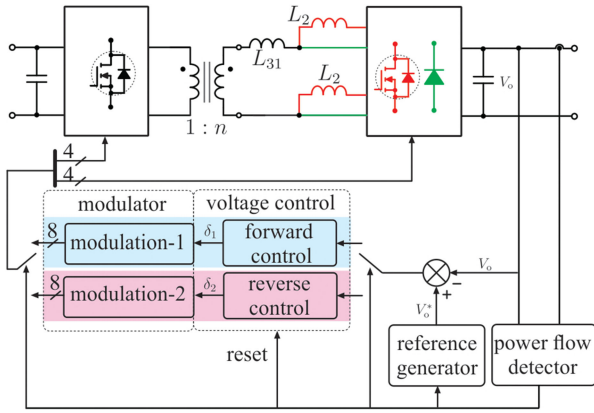 L₂
L₃₁
L₂
Vₒ
1 : n
4
4
modulator
voltage control
8
modulation-1
δ₁
forward
control
8
modulation-2
δ₂
reverse
control
+
−
Vₒ
Vₒ*
reset
reference
generator
power flow
detector